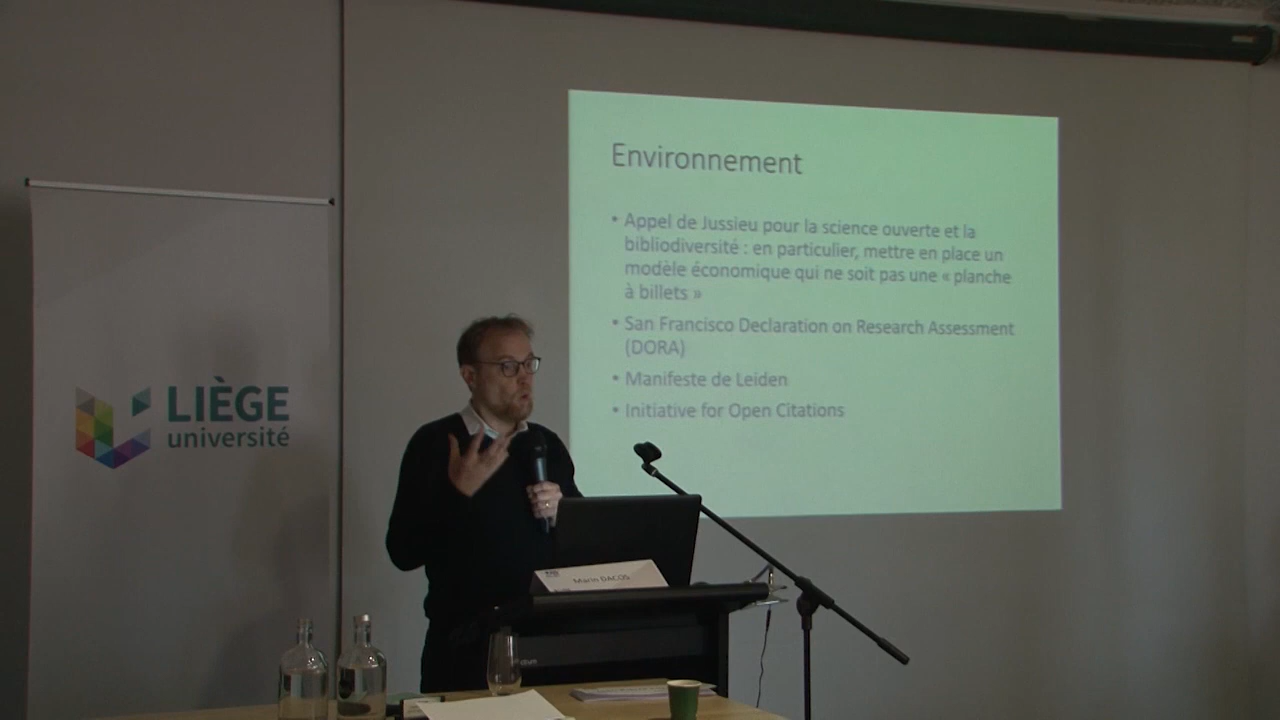 LIÈGE
université
Environnement
• Appel de Jussieu pour la science ouverte et la
bibliodiversité : en particulier, mettre en place un
modèle économique qui ne soit pas une « planche
à billets »
• San Francisco Declaration on Research Assessment
(DORA)
• Manifeste de Leiden
• Initiative for Open Citations
Marin DACOS